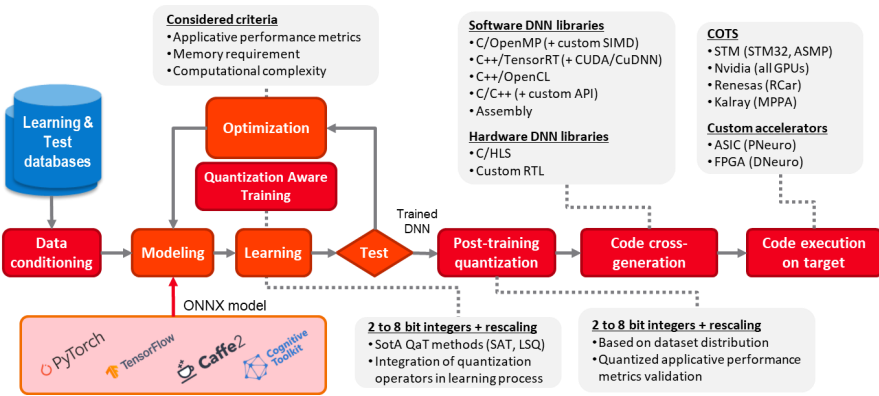 Considered criteria
• Applicative performance metrics
• Memory requirement
• Computational complexity
Software DNN libraries
• C/OpenMP (+ custom SIMD)
• C++/TensorRT (+ CUDA/CuDNN)
• C++/OpenCL
• C/C++ (+ custom API)
• Assembly
Hardware DNN libraries
• C/HLS
• Custom RTL
COTS
• STM (STM32, ASMP)
• Nvidia (all GPUs)
• Renesas (RCar)
• Kalray (MPPA)
Custom accelerators
• ASIC (PNeuro)
• FPGA (DNeuro)
Learning &
Test
databases
Optimization
Quantization Aware
Training
Trained
DNN
Data
conditioning
Modeling
Learning
Test
Post-training
quantization
Code cross-
generation
Code execution
on target
ONNX model
PyTorch
TensorFlow
Caffe2
Cognitive
Toolkit
2 to 8 bit integers + rescaling
• SotA QaT methods (SAT, LSQ)
• Integration of quantization
operators in learning process
2 to 8 bit integers + rescaling
• Based on dataset distribution
• Quantized applicative performance
metrics validation